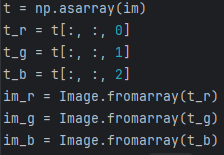 t = np.asarray(im)
t_r = t[:, :, 0]
t_g = t[:, :, 1]
t_b = t[:, :, 2]
im_r = Image.fromarray(t_r)
im_g = Image.fromarray(t_g)
im_b = Image.fromarray(t_b)